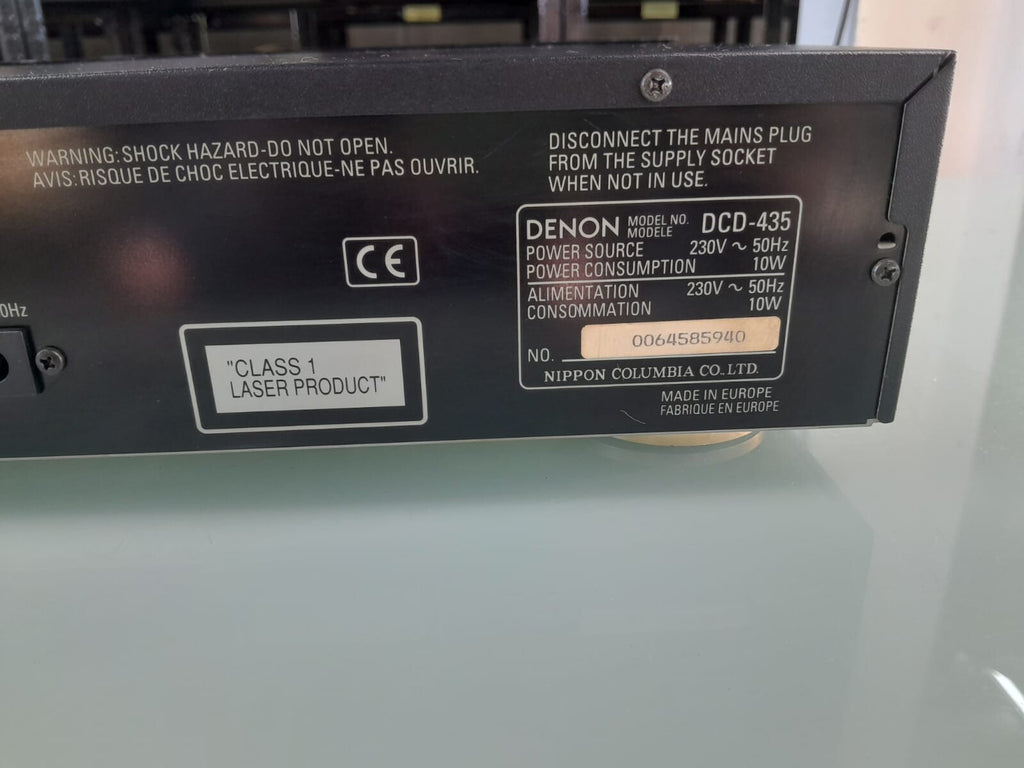 WARNING: SHOCK HAZARD-DO NOT OPEN.
AVIS: RISQUE DE CHOC ELECTRIQUE-NE PAS OUVRIR.
DISCONNECT THE MAINS PLUG
FROM THE SUPPLY SOCKET
WHEN NOT IN USE.
DENON MODEL NO. MODELE DCD-435
POWER SOURCE 230V ~ 50Hz
POWER CONSUMPTION 10W
ALIMENTATION 230V ~ 50Hz
CONSOMMATION 10W
NO. 0064585940
NIPPON COLUMBIA CO., LTD.
MADE IN EUROPE
FABRIQUE EN EUROPE
CE
0Hz
"CLASS 1
LASER PRODUCT"